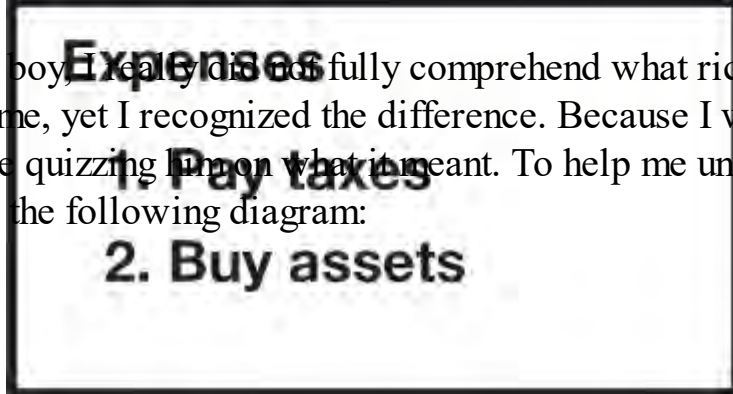 Expenses
boy, I really did not fully comprehend what ric
me, yet I recognized the difference. Because I w
e quizzing him on what it meant. To help me un
1. Pay taxes
the following diagram:
2. Buy assets